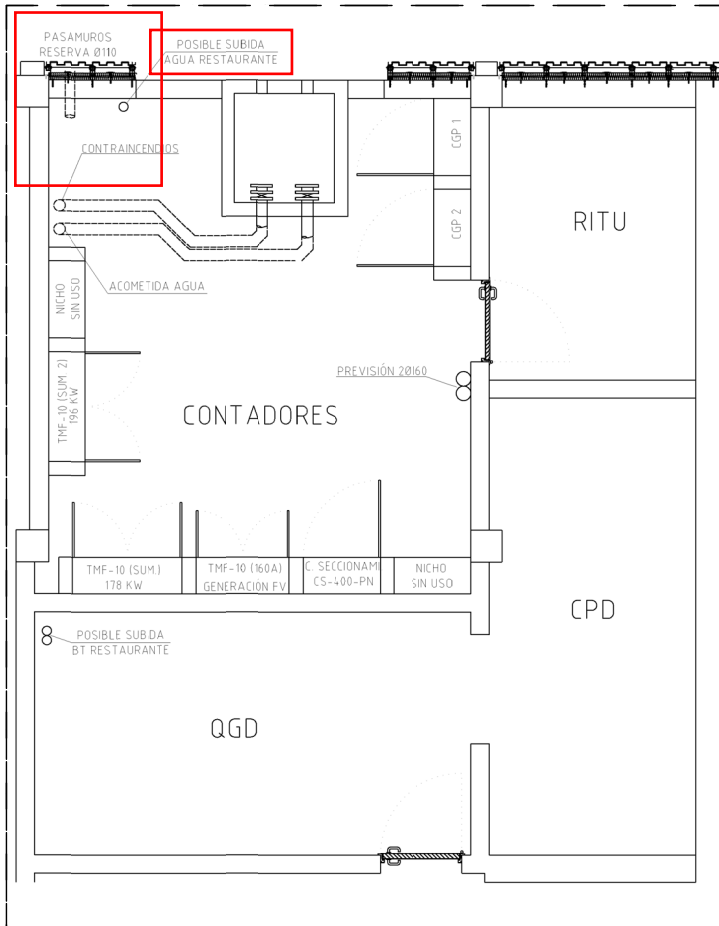 PASAMUROS
RESERVA Ø110
POSIBLE SUBIDA
AGUA RESTAURANTE
CONTRAINCENDIOS
CGP 1
CGP 2
RITU
ACOMETIDA AGUA
NICHO
SIN USO
PREVISIÓN 2Ø160
TMF-10 (SUM. 2)
196 KW
CONTADORES
TMF-10 (SUM.)
178 KW
TMF-10 (160A)
GENERACION FV
C. SECCIONAMI
CS-400-PN
NICHO
SIN USO
CPD
POSIBLE SUBIDA
BT RESTAURANTE
QGD